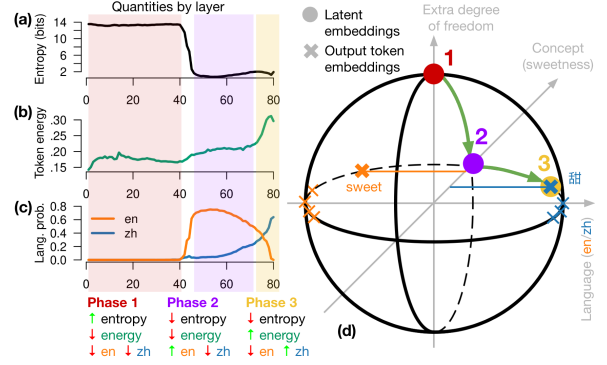 Quantities by layer
(a)
Entropy (bits)
14
10
6
2
0 20 40 60 80
(b)
Token energy
.30
.25
.20
.15
0 20 40 60 80
(c)
Lang. prob.
0.8
0.6
0.4
0.2
0.0
en
zh
0 20 40 60 80
Phase 1
↑ entropy
↓ energy
↓ en ↓ zh
Phase 2
↓ entropy
↓ energy
↑ en ↓ zh
Phase 3
↓ entropy
↑ energy
↓ en ↑ zh
Latent
embeddings
Output token
embeddings
Extra degree
of freedom
Concept
(sweetness)
1
2
3
sweet
甜
Language (en/zh)
(d)